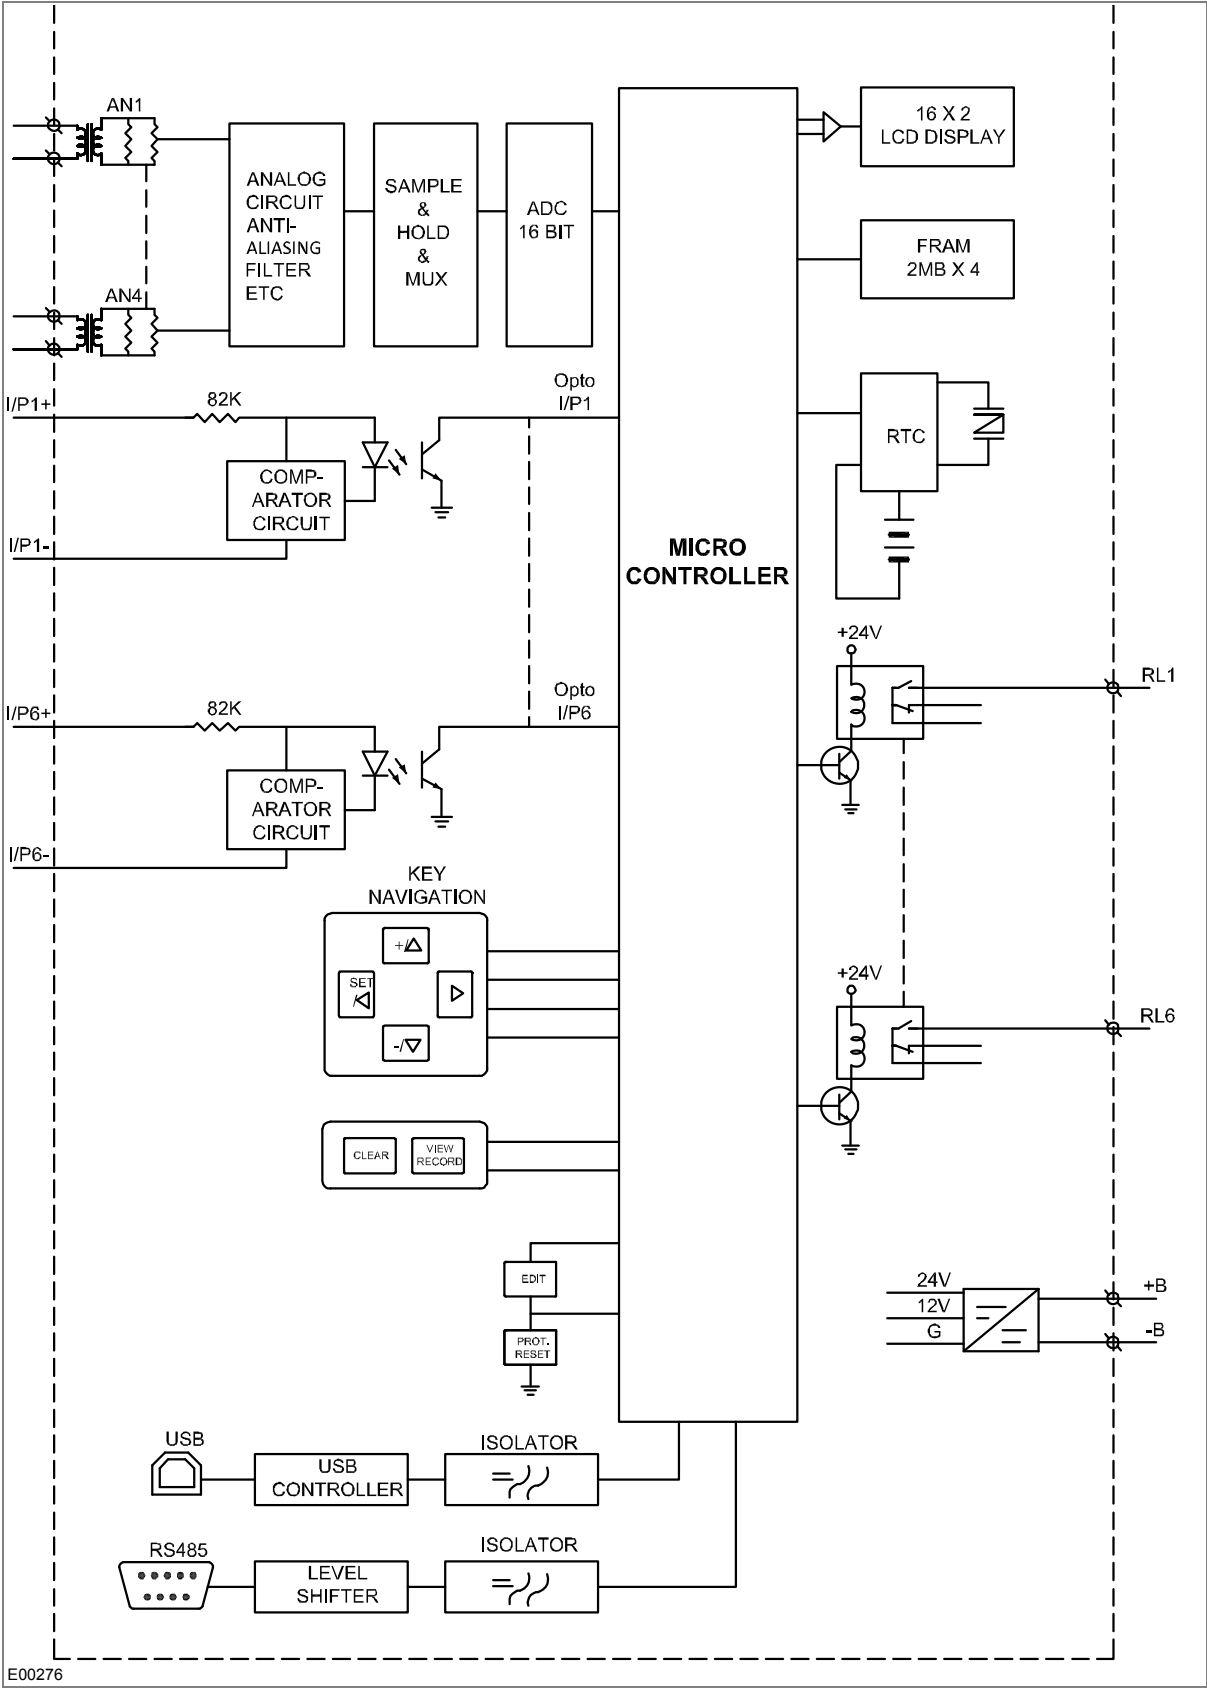 AN1
ANALOG
CIRCUIT
ANTI-
ALIASING
FILTER
ETC
SAMPLE
&
HOLD
&
MUX
ADC
16 BIT
16 X 2
LCD DISPLAY
FRAM
2MB X 4
AN4
I/P1+
82K
Opto
I/P1
COMP-
ARATOR
CIRCUIT
I/P1-
RTC
MICRO
CONTROLLER
+24V
RL1
I/P6+
82K
Opto
I/P6
COMP-
ARATOR
CIRCUIT
I/P6-
KEY
NAVIGATION
+/
SET
/
-/
+24V
RL6
CLEAR
VIEW
RECORD
EDIT
PROT.
RESET
24V
12V
G
+B
-B
USB
USB
CONTROLLER
ISOLATOR
RS485
LEVEL
SHIFTER
ISOLATOR
E00276